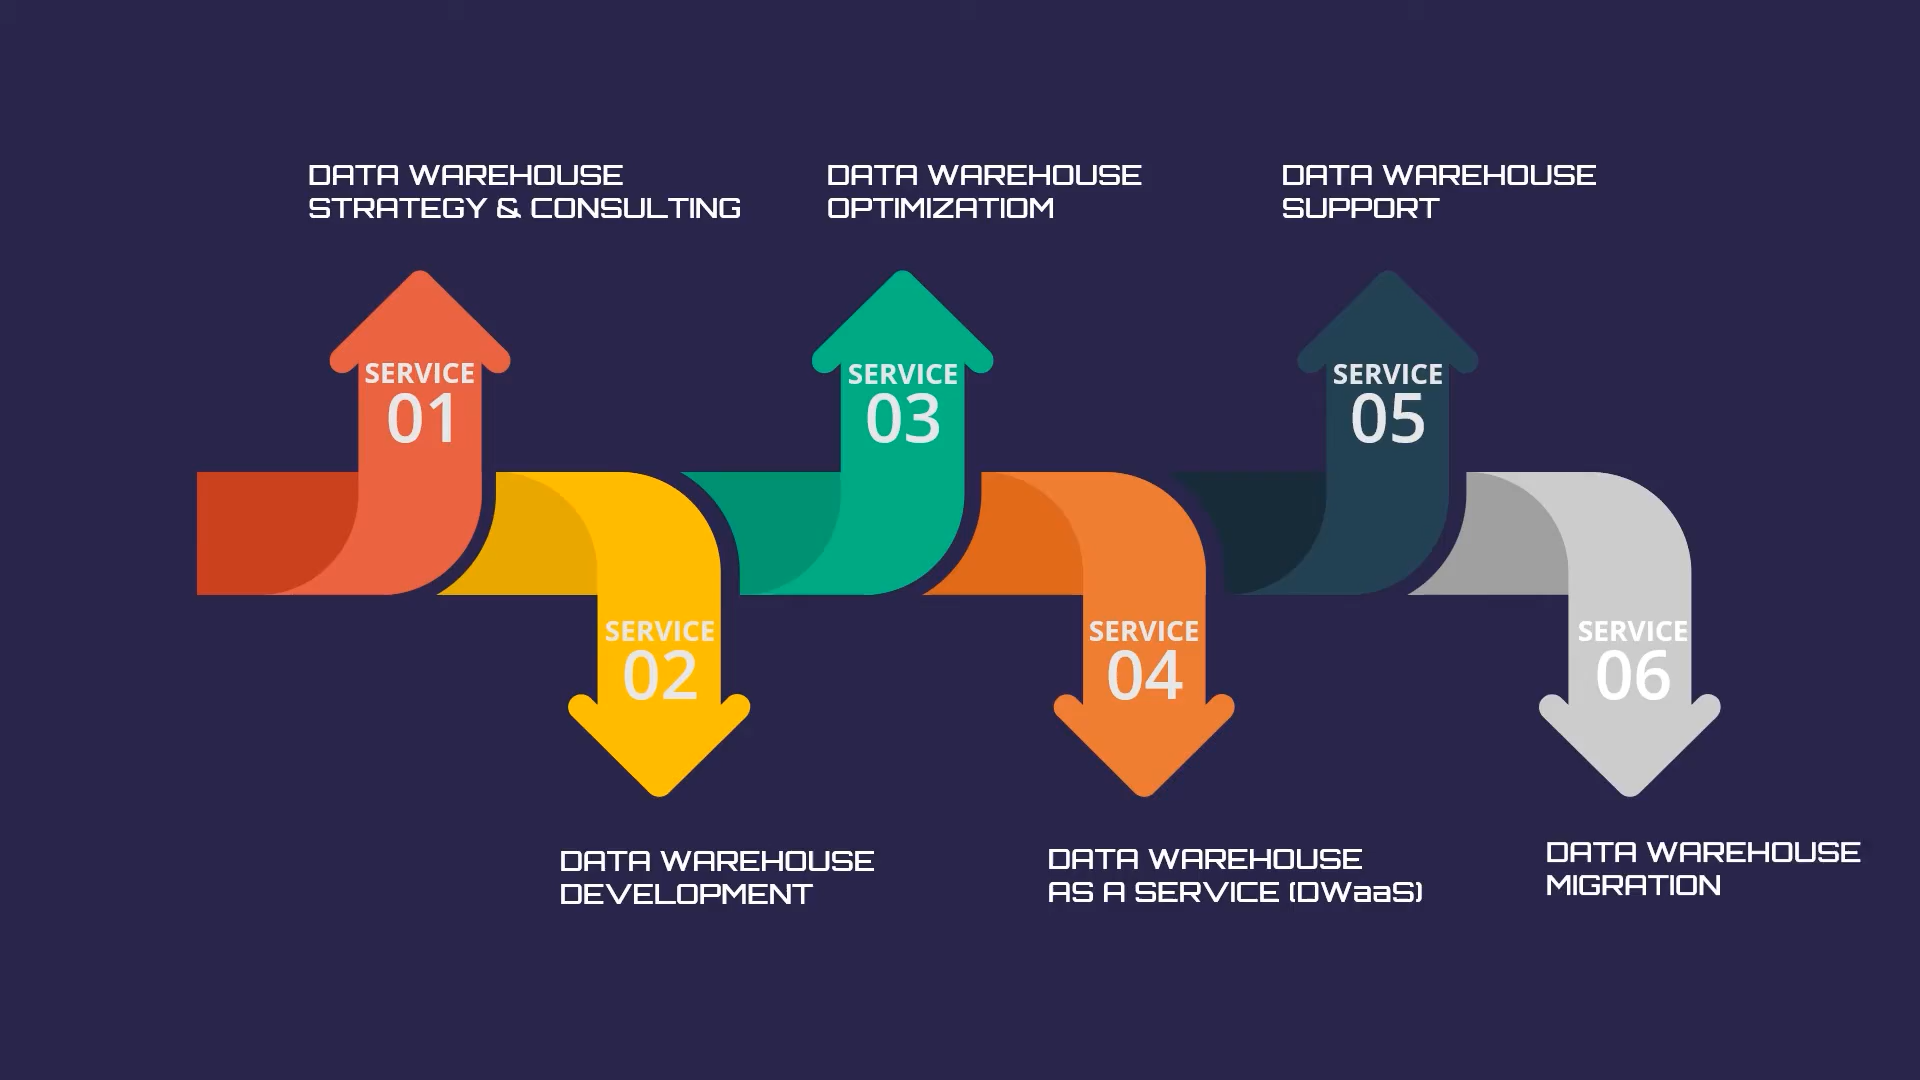 DATA WAREHOUSE
STRATEGY & CONSULTING
DATA WAREHOUSE
OPTIMIZATIOM
DATA WAREHOUSE
SUPPORT
SERVICE
01
SERVICE
03
SERVICE
05
SERVICE
02
SERVICE
04
SERVICE
06
DATA WAREHOUSE
DEVELOPMENT
DATA WAREHOUSE
AS A SERVICE (DWaaS)
DATA WAREHOUSE
MIGRATION